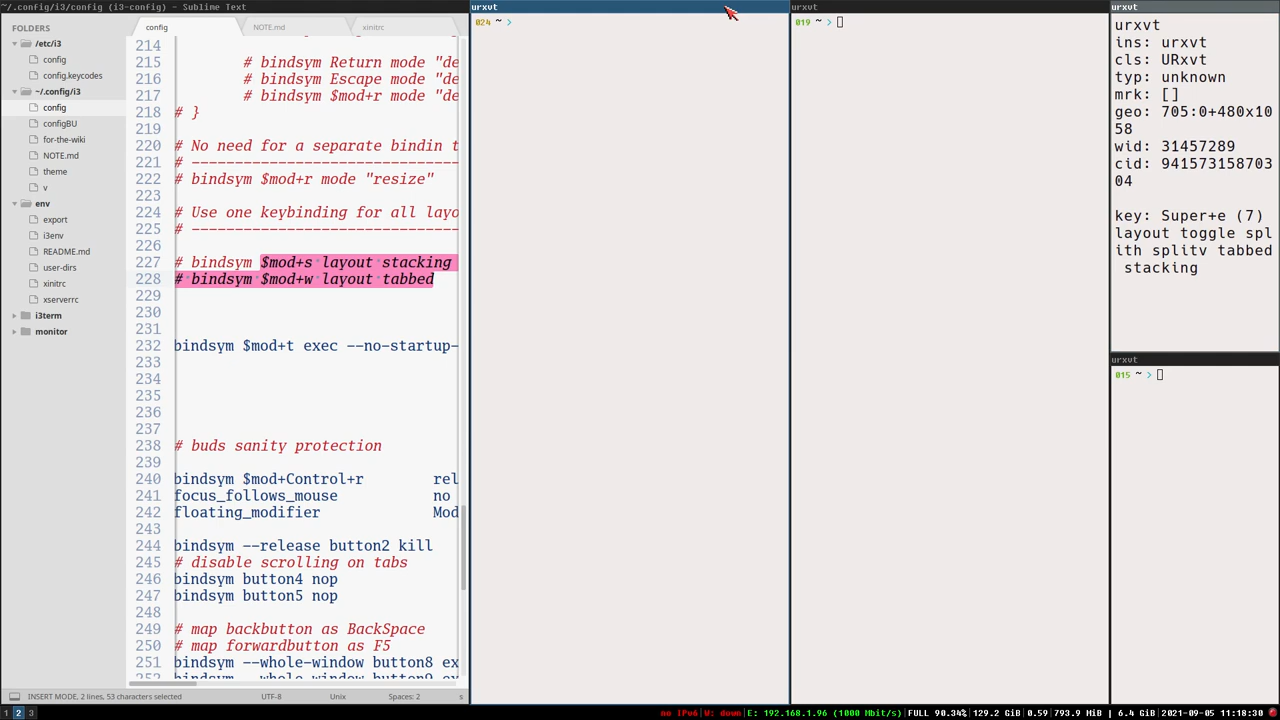 ~/.config/i3/config (i3-config) - Sublime Text
FOLDERS
/etc/i3
config
config.keycodes
~/.config/i3
config
configBU
for-the-wiki
NOTE.md
theme
v
env
export
i3env
README.md
user-dirs
xinitrc
xserverrc
i3term
monitor
config
NOTE.md
xinitrc
214
215 # bindsym Return mode "de
216 # bindsym Escape mode "de
217 # bindsym $mod+r mode "de
218 # }
219
220 # No need for a separate bindin t
221 # --------------------------------
222 # bindsym $mod+r mode "resize"
223
224 # Use one keybinding for all layo
225 # --------------------------------
226
227 # bindsym $mod+s layout stacking
228 # bindsym $mod+w layout tabbed
229
230
231
232 bindsym $mod+t exec --no-startup-
233
234
235
236
237
238 # buds sanity protection
239
240 bindsym $mod+Control+r rel
241 focus_follows_mouse no
242 floating_modifier Mod
243
244 bindsym --release button2 kill
245 # disable scrolling on tabs
246 bindsym button4 nop
247 bindsym button5 nop
248
249 # map backbutton as BackSpace
250 # map forwardbutton as F5
251 bindsym --whole-window button8 ex
INSERT MODE, 2 lines, 53 characters selected
UTF-8
Unix
Spaces: 2
s
urxvt
024 ~ >
urxvt
019 ~ >
urxvt
urxvt
ins: urxvt
cls: URxvt
typ: unknown
mrk: []
geo: 705:0+480x10
58
wid: 31457289
cid: 941573158703
04
key: Super+e (7)
layout toggle spl
ith splitv tabbed
stacking
urxvt
015 ~ >
1 2 3
no IPv6| W: down| E: 192.168.1.96 (1000 Mbit/s)| FULL 90.34%| 129.2 GiB| 0.59| 793.9 MiB | 6.4 GiB| 2021-09-05 11:18:30